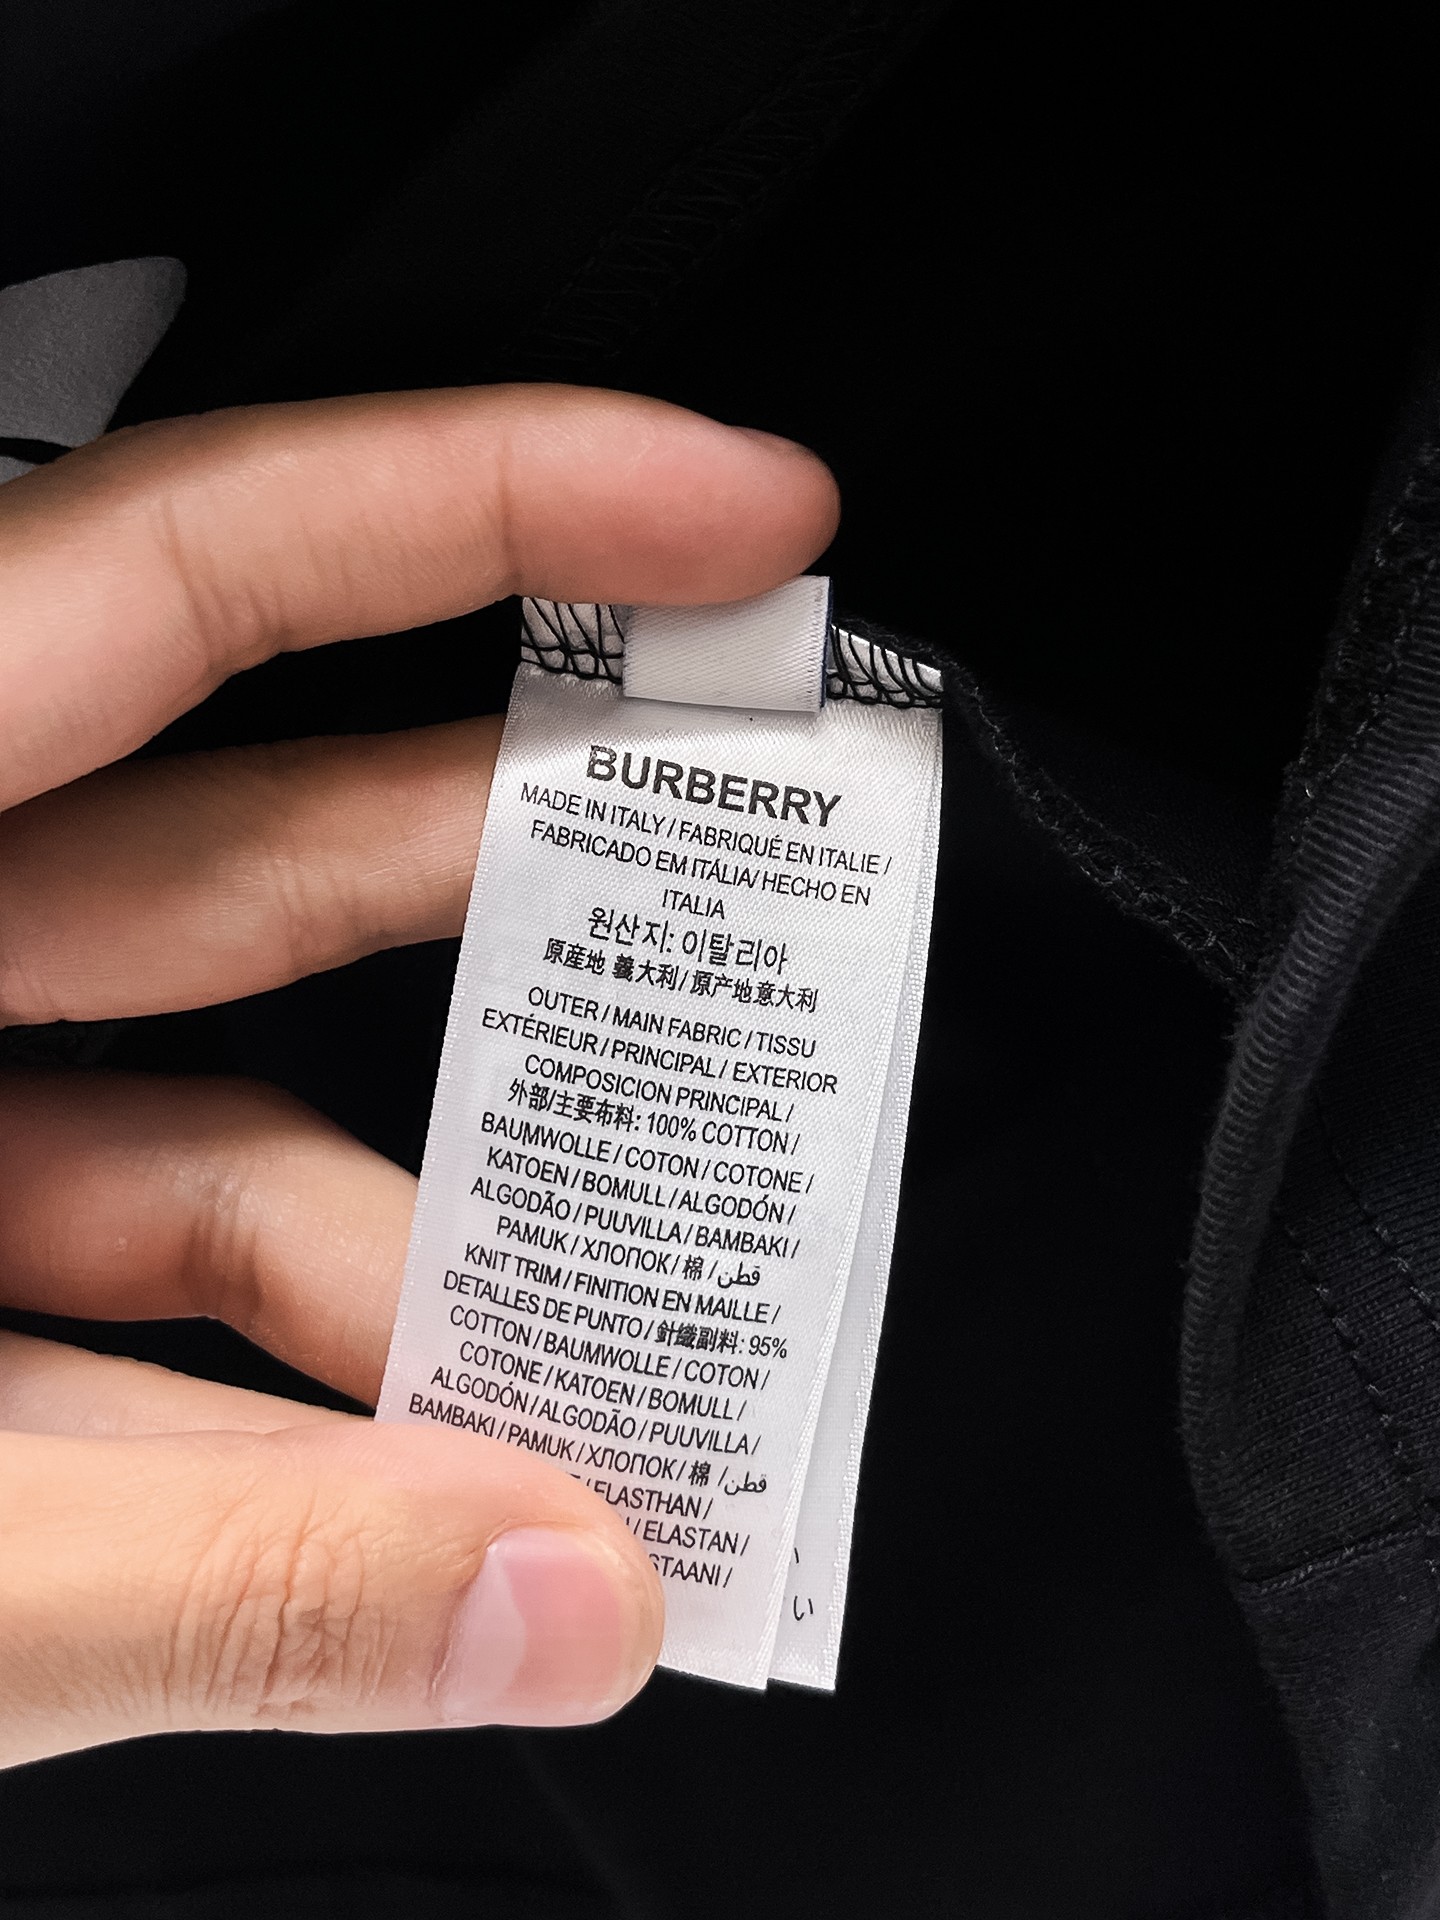 BURBERRY
MADE IN ITALY / FABRIQUÉ EN ITALIE /
FABRICADO EM ITÁLIA/ HECHO EN
ITALIA
원산지: 이탈리아
原産地 義大利 / 原产地意大利
OUTER / MAIN FABRIC / TISSU
EXTÉRIEUR / PRINCIPAL / EXTERIOR
COMPOSICION PRINCIPAL /
外部/主要布料: 100% COTTON /
BAUMWOLLE / COTON / COTONE /
KATOEN / BOMULL / ALGODÓN /
ALGODÃO / PUUVILLA / BAMBAKI /
PAMUK / ХЛОПОК / 棉 / قطن
KNIT TRIM / FINITION EN MAILLE /
DETALLES DE PUNTO / 針織副料: 95%
COTTON / BAUMWOLLE / COTON /
COTONE / KATOEN / BOMULL /
ALGODÓN / ALGODÃO / PUUVILLA /
BAMBAKI / PAMUK / ХЛОПОК / 棉 / قطن
/ ELASTHAN /
/ ELASTAN /
STAANI /
い